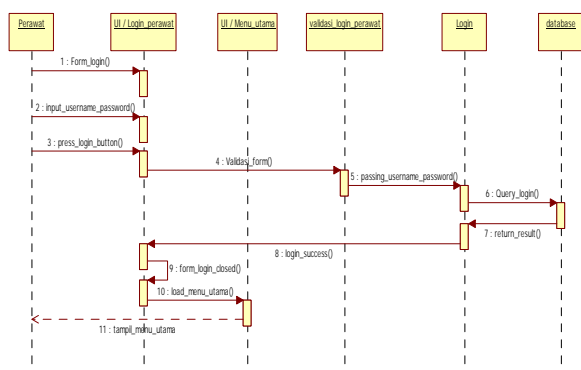 Perawat
UI / Login_perawat
UI / Menu_utama
validasi_login_perawat
Login
database
1 : Form_login()
2 : input_username_password()
3 : press_login_button()
4 : Validasi_form()
5 : passing_username_password()
6 : Query_login()
7 : return_result()
8 : login_success()
9 : form_login_closed()
10 : load_menu_utama()
11 : tampil_menu_utama